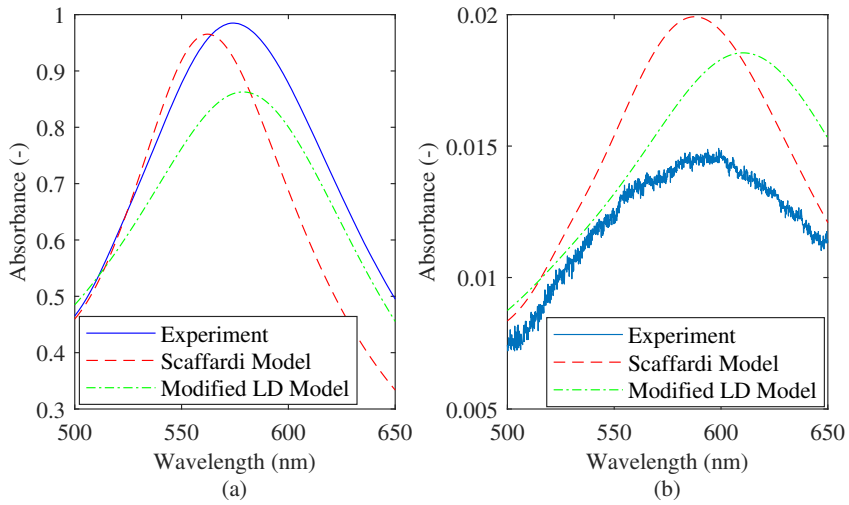 1
0.9
0.8
0.7
0.6
0.5
0.4
0.3
Absorbance (-)
500
550
600
650
Wavelength (nm)
(a)
Experiment
Scaffardi Model
Modified LD Model
0.02
0.015
0.01
0.005
Absorbance (-)
500
550
600
650
Wavelength (nm)
(b)
Experiment
Scaffardi Model
Modified LD Model